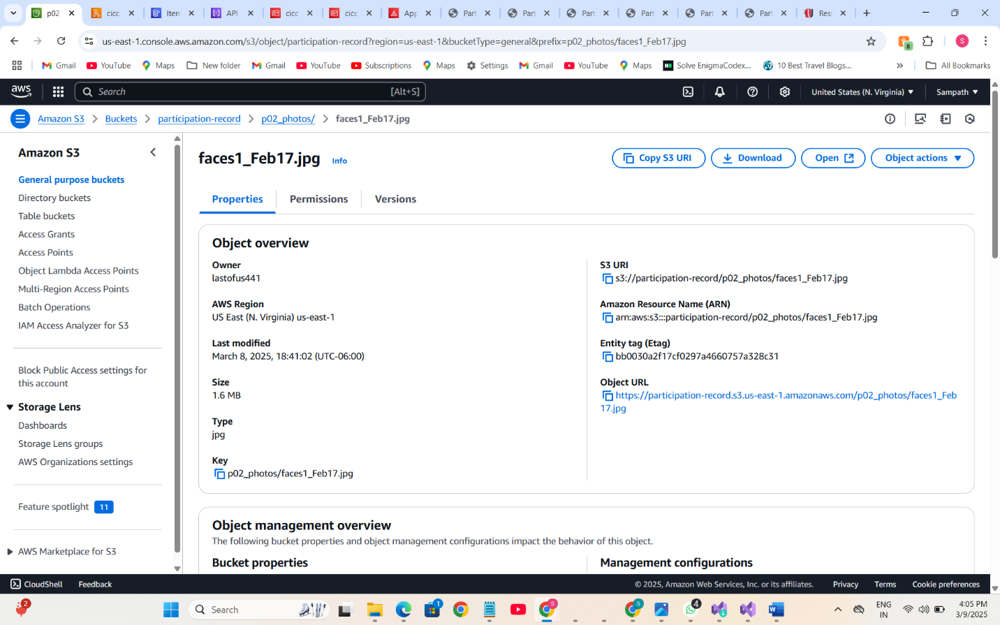 p02
cicc
Item
API
cicc
cicc
App
Part
Part
Part
Part
Part
Part
Res
us-east-1.console.aws.amazon.com/s3/object/participation-record?region=us-east-1&bucketType=general&prefix=p02_photos/faces1_Feb17.jpg
8
S
Gmail
YouTube
Maps
New folder
Gmail
YouTube
Subscriptions
Maps
Settings
Gmail
YouTube
Maps
Solve EnigmaCodex...
10 Best Travel Blogs...
All Bookmarks
aws
Search
[Alt+S]
United States (N. Virginia)
Sampath
Amazon S3
Buckets
participation-record
p02_photos/
faces1_Feb17.jpg
Amazon S3
General purpose buckets
Directory buckets
Table buckets
Access Grants
Access Points
Object Lambda Access Points
Multi-Region Access Points
Batch Operations
IAM Access Analyzer for S3
Block Public Access settings for
this account
Storage Lens
Dashboards
Storage Lens groups
AWS Organizations settings
Feature spotlight
11
AWS Marketplace for S3
faces1_Feb17.jpg
Info
Copy S3 URI
Download
Open
Object actions
Properties
Permissions
Versions
Object overview
Owner
lastofus441
AWS Region
US East (N. Virginia) us-east-1
Last modified
March 8, 2025, 18:41:02 (UTC-06:00)
Size
1.6 MB
Type
jpg
Key
p02_photos/faces1_Feb17.jpg
S3 URI
s3://participation-record/p02_photos/faces1_Feb17.jpg
Amazon Resource Name (ARN)
arn:aws:s3:::participation-record/p02_photos/faces1_Feb17.jpg
Entity tag (Etag)
bb0030a2f17cf0297a4660757a328c31
Object URL
https://participation-record.s3.us-east-1.amazonaws.com/p02_photos/faces1_Feb
17.jpg
Object management overview
The following bucket properties and object management configurations impact the behavior of this object.
Bucket properties
Management configurations
CloudShell
Feedback
© 2025, Amazon Web Services, Inc. or its affiliates.
Privacy
Terms
Cookie preferences
2
Search
1
S
S
4
ENG
IN
4:05 PM
3/9/2025